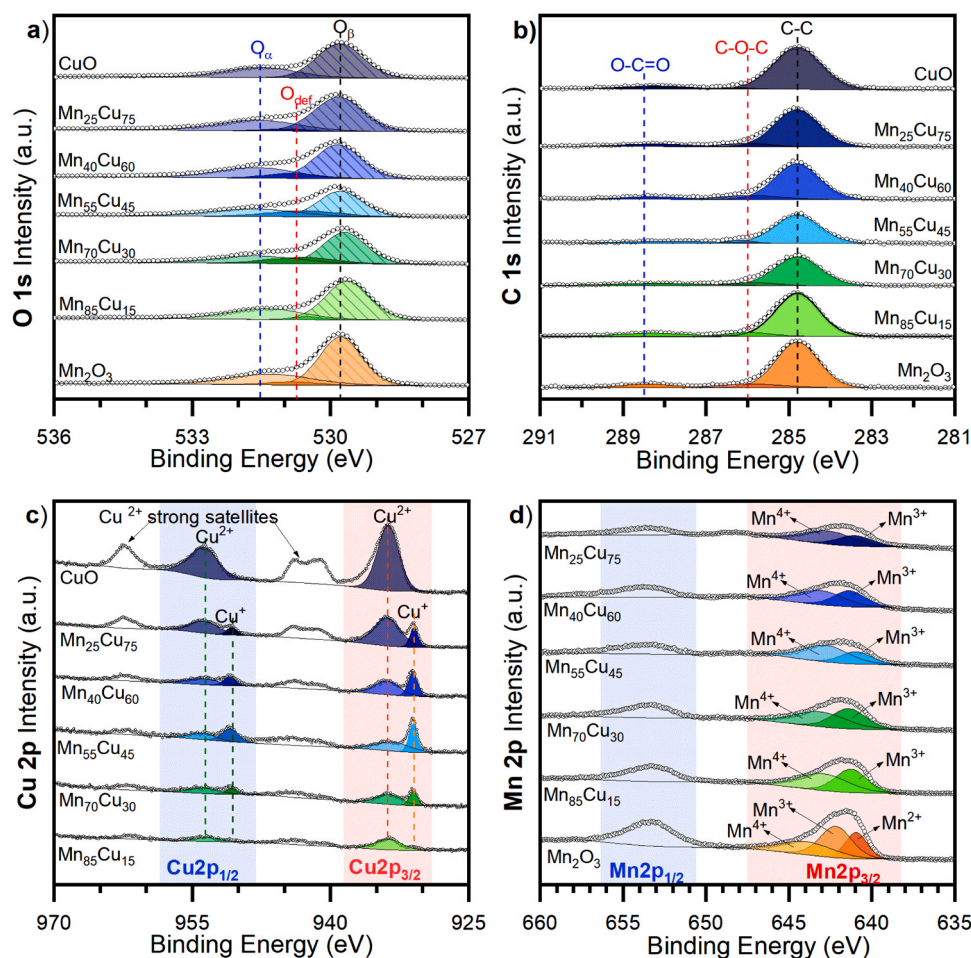 a)
O 1s Intensity (a.u.)
Oα
Oβ
Odef
CuO
Mn25Cu75
Mn40Cu60
Mn55Cu45
Mn70Cu30
Mn85Cu15
Mn2O3
536 533 530 527
Binding Energy (eV)
b)
C 1s Intensity (a.u.)
C-C
C-O-C
O-C=O
CuO
Mn25Cu75
Mn40Cu60
Mn55Cu45
Mn70Cu30
Mn85Cu15
Mn2O3
291 289 286 284 281
Binding Energy (eV)
c)
Cu 2p Intensity (a.u.)
Cu 2+ strong satellites
Cu2+
Cu2+
CuO
Cu+
Cu+
Mn25Cu75
Mn40Cu60
Mn55Cu45
Mn70Cu30
Mn85Cu15
Cu2p1/2
Cu2p3/2
970 955 940 925
Binding Energy (eV)
d)
Mn 2p Intensity (a.u.)
Mn4+
Mn3+
Mn25Cu75
Mn4+
Mn3+
Mn40Cu60
Mn4+
Mn3+
Mn55Cu45
Mn4+
Mn3+
Mn70Cu30
Mn4+
Mn3+
Mn85Cu15
Mn3+
Mn4+
Mn2+
Mn2O3
Mn2p1/2
Mn2p3/2
660 655 650 645 640 635
Binding Energy (eV)